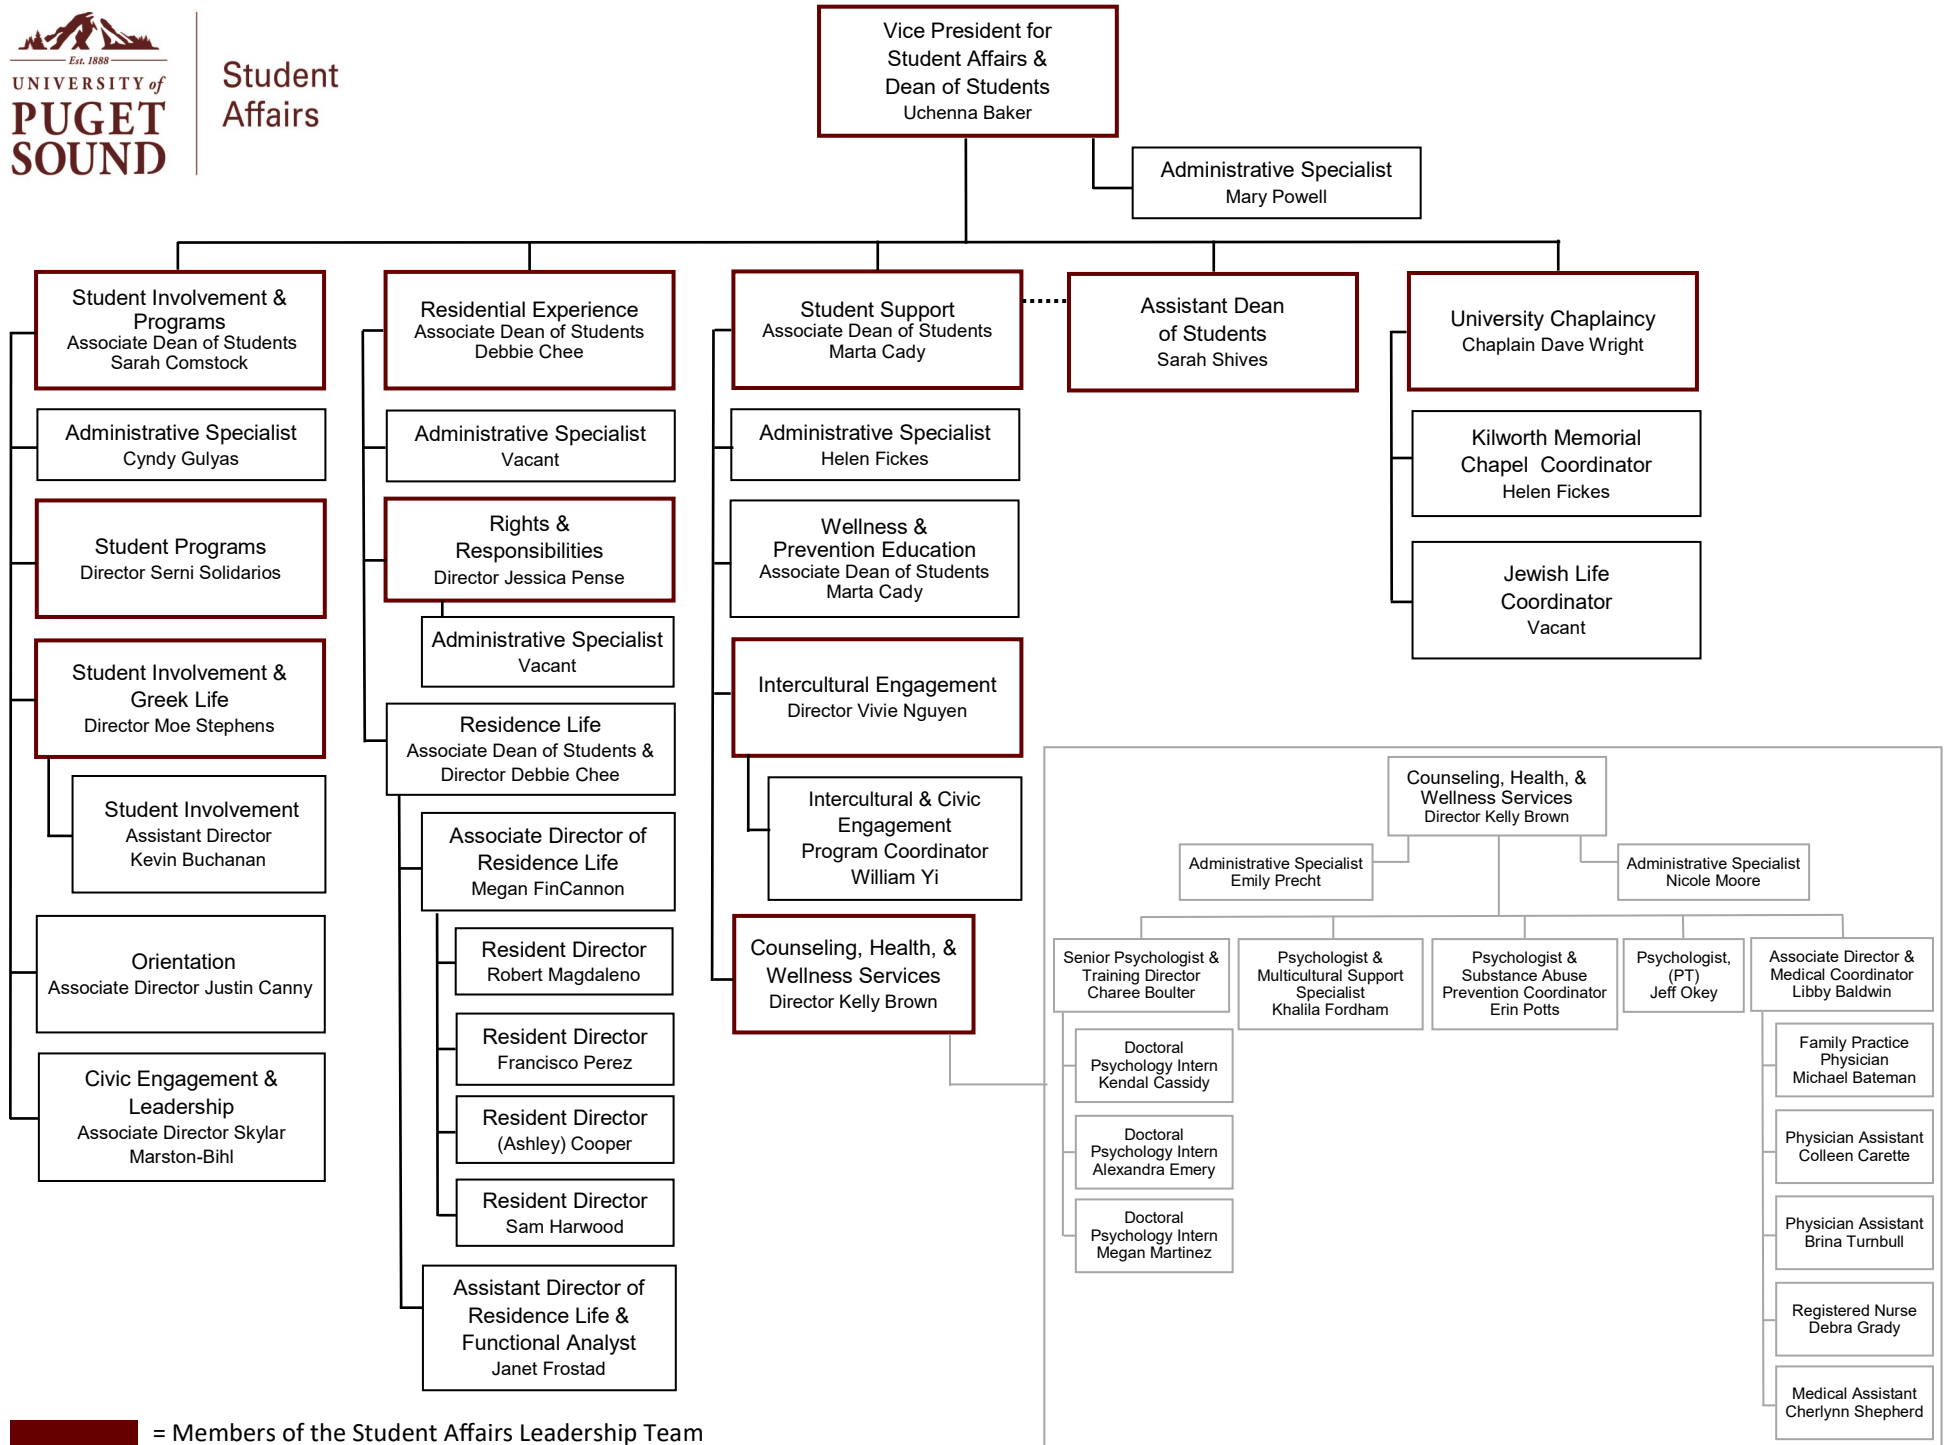 Est. 1888
UNIVERSITY of
PUGET
SOUND
Student
Affairs
Vice President for
Student Affairs &
Dean of Students
Uchenna Baker
Administrative Specialist
Mary Powell
Student Involvement &
Programs
Associate Dean of Students
Sarah Comstock
Administrative Specialist
Cyndy Gulyas
Student Programs
Director Serni Solidarios
Student Involvement &
Greek Life
Director Moe Stephens
Student Involvement
Assistant Director
Kevin Buchanan
Orientation
Associate Director Justin Canny
Civic Engagement &
Leadership
Associate Director Skylar
Marston-Bihl
Residential Experience
Associate Dean of Students
Debbie Chee
Administrative Specialist
Vacant
Rights &
Responsibilities
Director Jessica Pense
Administrative Specialist
Vacant
Residence Life
Associate Dean of Students &
Director Debbie Chee
Associate Director of
Residence Life
Megan FinCannon
Resident Director
Robert Magdaleno
Resident Director
Francisco Perez
Resident Director
(Ashley) Cooper
Resident Director
Sam Harwood
Assistant Director of
Residence Life &
Functional Analyst
Janet Frostad
Student Support
Associate Dean of Students
Marta Cady
Administrative Specialist
Helen Fickes
Wellness &
Prevention Education
Associate Dean of Students
Marta Cady
Intercultural Engagement
Director Vivie Nguyen
Intercultural & Civic
Engagement
Program Coordinator
William Yi
Counseling, Health, &
Wellness Services
Director Kelly Brown
Assistant Dean
of Students
Sarah Shives
University Chaplaincy
Chaplain Dave Wright
Kilworth Memorial
Chapel Coordinator
Helen Fickes
Jewish Life
Coordinator
Vacant
Counseling, Health, &
Wellness Services
Director Kelly Brown
Administrative Specialist
Emily Precht
Administrative Specialist
Nicole Moore
Senior Psychologist &
Training Director
Charee Boulter
Doctoral
Psychology Intern
Kendal Cassidy
Doctoral
Psychology Intern
Alexandra Emery
Doctoral
Psychology Intern
Megan Martinez
Psychologist &
Multicultural Support
Specialist
Khalila Fordham
Psychologist &
Substance Abuse
Prevention Coordinator
Erin Potts
Psychologist,
(PT)
Jeff Okey
Associate Director &
Medical Coordinator
Libby Baldwin
Family Practice
Physician
Michael Bateman
Physician Assistant
Colleen Carette
Physician Assistant
Brina Turnbull
Registered Nurse
Debra Grady
Medical Assistant
Cherlynn Shepherd
= Members of the Student Affairs Leadership Team